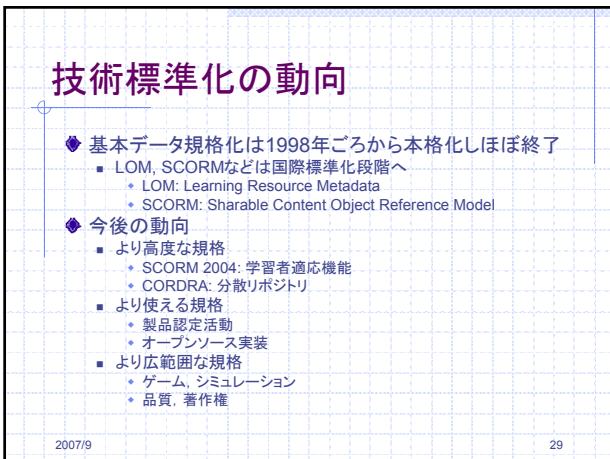 技術標準化の動向
基本データ規格化は1998年ごろから本格化しほぼ終了
LOM, SCORMなどは国際標準化段階へ
LOM: Learning Resource Metadata
SCORM: Sharable Content Object Reference Model
今後の動向
より高度な規格
SCORM 2004: 学習者適応機能
CORDRA: 分散リポジトリ
より使える規格
製品認定活動
オープンソース実装
より広範囲な規格
ゲーム, シミュレーション
品質, 著作権
2007/9
29